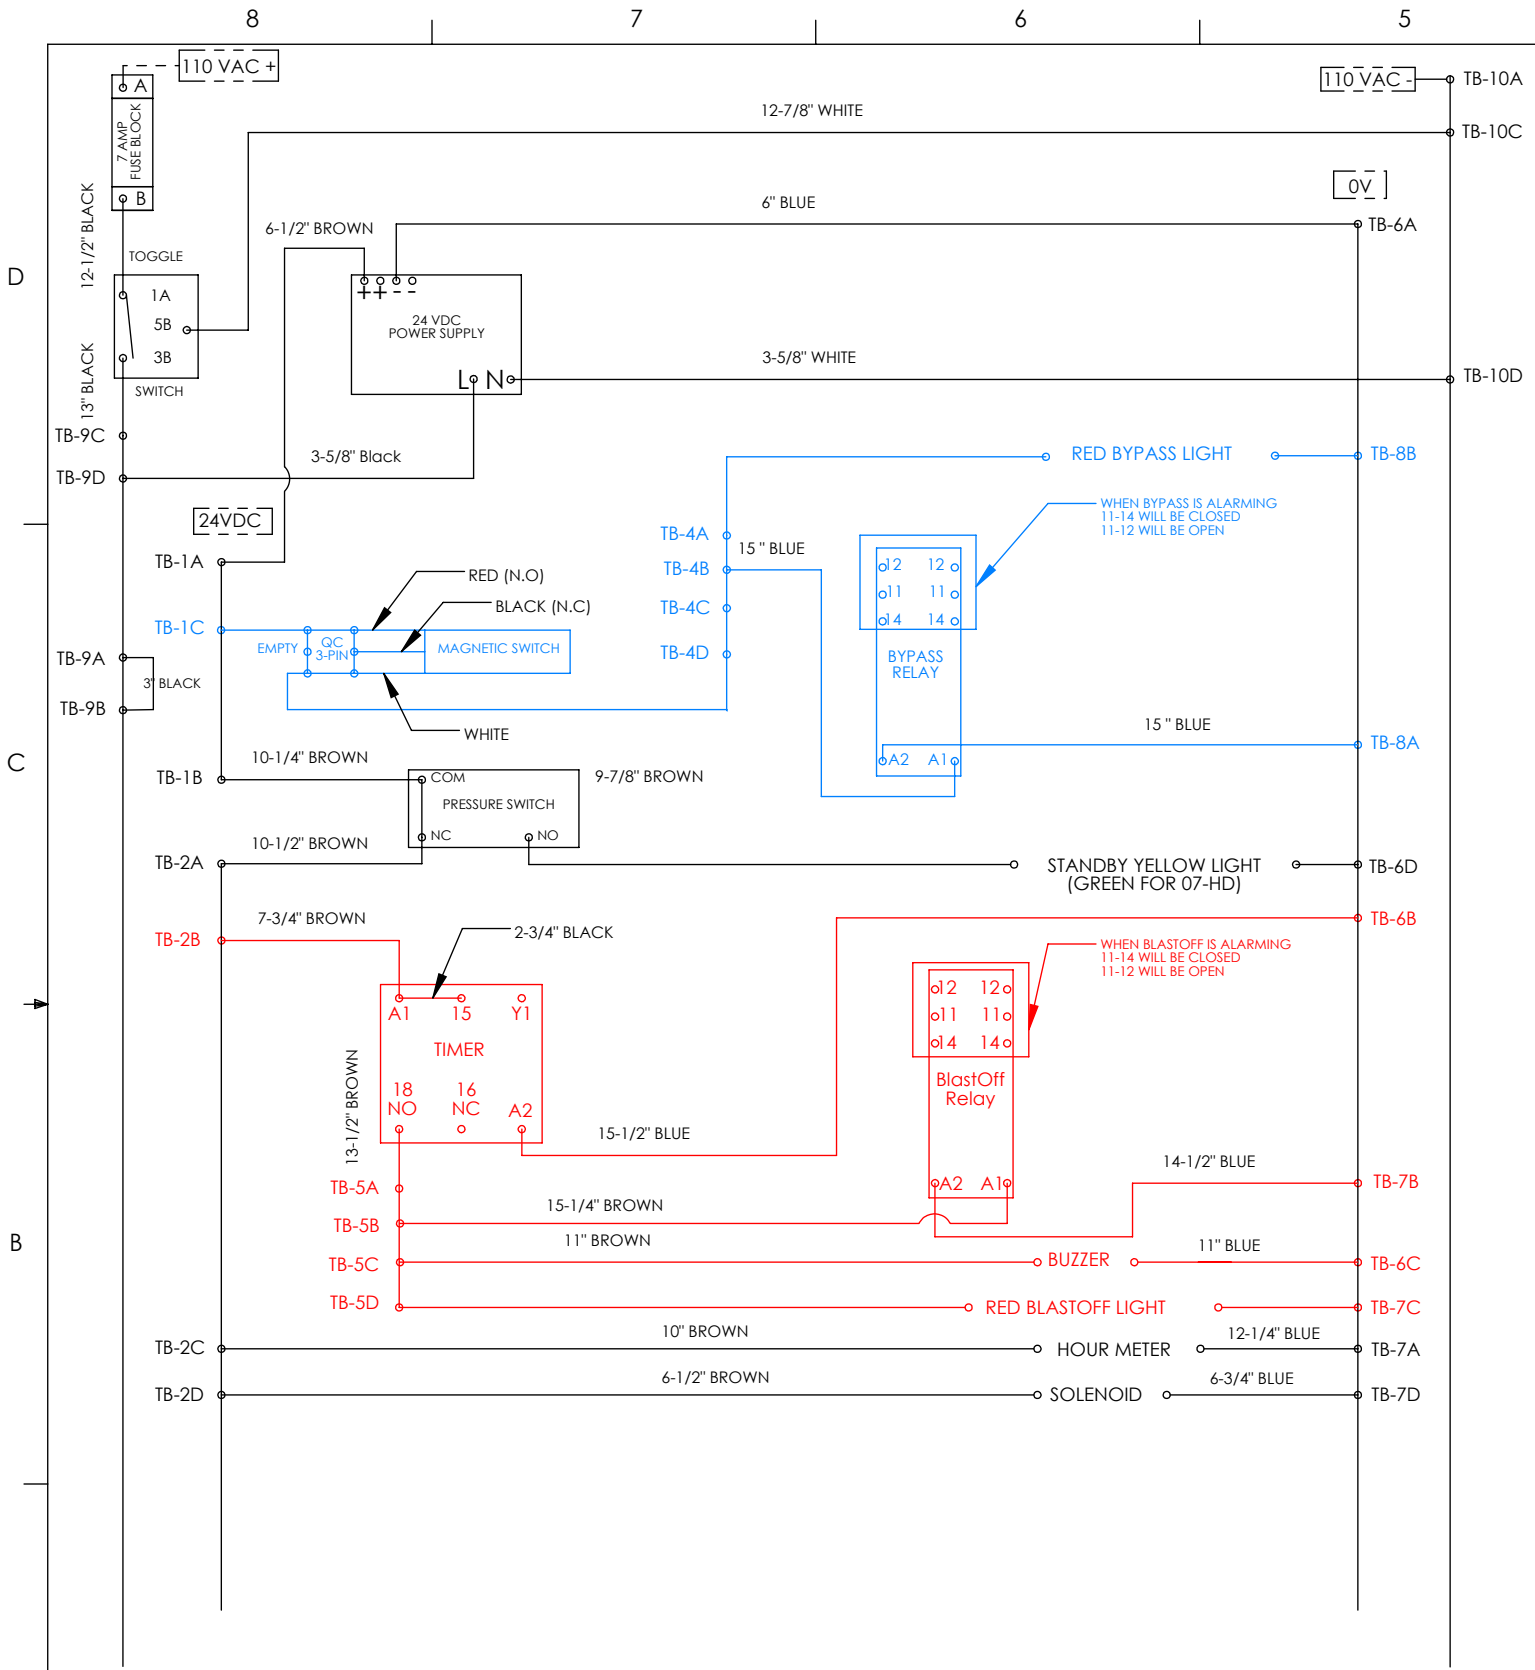 8
7
6
5
110 VAC +
110 VAC -
TB-10A
A
7 AMP
FUSE BLOCK
B
12-7/8" WHITE
TB-10C
0V
12-1/2" BLACK
6" BLUE
TB-6A
6-1/2" BROWN
TOGGLE
D
1A
5B
3B
SWITCH
++--
24 VDC
POWER SUPPLY
L
N
3-5/8" WHITE
TB-10D
13" BLACK
TB-9C
3-5/8" Black
TB-9D
RED BYPASS LIGHT
TB-8B
24VDC
WHEN BYPASS IS ALARMING
11-14 WILL BE CLOSED
11-12 WILL BE OPEN
TB-4A
15 " BLUE
TB-1A
TB-4B
12 12
RED (N.O)
11 11
BLACK (N.C)
TB-4C
14 14
TB-1C
EMPTY
QC
3-PIN
MAGNETIC SWITCH
TB-4D
BYPASS
RELAY
TB-9A
3" BLACK
TB-9B
WHITE
15 " BLUE
TB-8A
A2 A1
C
10-1/4" BROWN
TB-1B
COM
9-7/8" BROWN
PRESSURE SWITCH
NC
NO
10-1/2" BROWN
TB-2A
STANDBY YELLOW LIGHT
(GREEN FOR 07-HD)
TB-6D
7-3/4" BROWN
TB-6B
TB-2B
2-3/4" BLACK
WHEN BLASTOFF IS ALARMING
11-14 WILL BE CLOSED
11-12 WILL BE OPEN
12 12
A1 15 Y1
11 11
TIMER
14 14
13-1/2" BROWN
18
NO
16
NC
A2
BlastOff
Relay
15-1/2" BLUE
14-1/2" BLUE
TB-5A
A2 A1
TB-7B
15-1/4" BROWN
TB-5B
B
11" BROWN
11" BLUE
TB-5C
BUZZER
TB-6C
TB-5D
RED BLASTOFF LIGHT
TB-7C
10" BROWN
12-1/4" BLUE
TB-2C
HOUR METER
TB-7A
6-1/2" BROWN
6-3/4" BLUE
TB-2D
SOLENOID
TB-7D